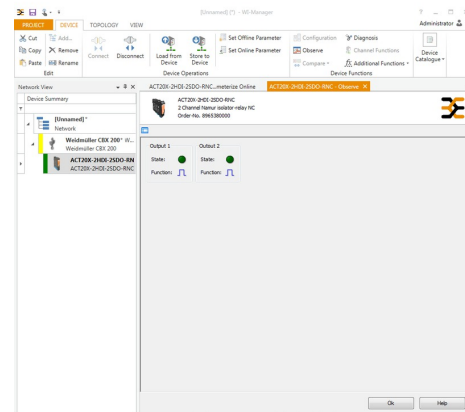 [Unnamed] (*) - WI-Manager
PROJECT DEVICE TOPOLOGY VIEW
Administrator
Cut Add...
Copy Remove
Paste Rename
Edit
Connect Disconnect
Load from Device
Store to Device
Device Operations
Set Offline Parameter
Set Online Parameter
Configuration Diagnosis
Observe Channel Functions
Compare Additional Functions
Device Functions
Device Catalogue
Network View
Device Summary
[Unnamed]*
Network
Weidmüller CBX 200* W...
Weidmüller CBX 200
ACT20X-2HDI-2SDO-RN
ACT20X-2HDI-2SDO-RNC
ACT20X-2HDI-2SDO-RNC...meterize Online
ACT20X-2HDI-2SDO-RNC - Observe
ACT20X-2HDI-2SDO-RNC
2 Channel Namur isolator -relay NC
Order-No. 8965380000
Output 1 Output 2
State: State:
Function: Function:
Ok Help